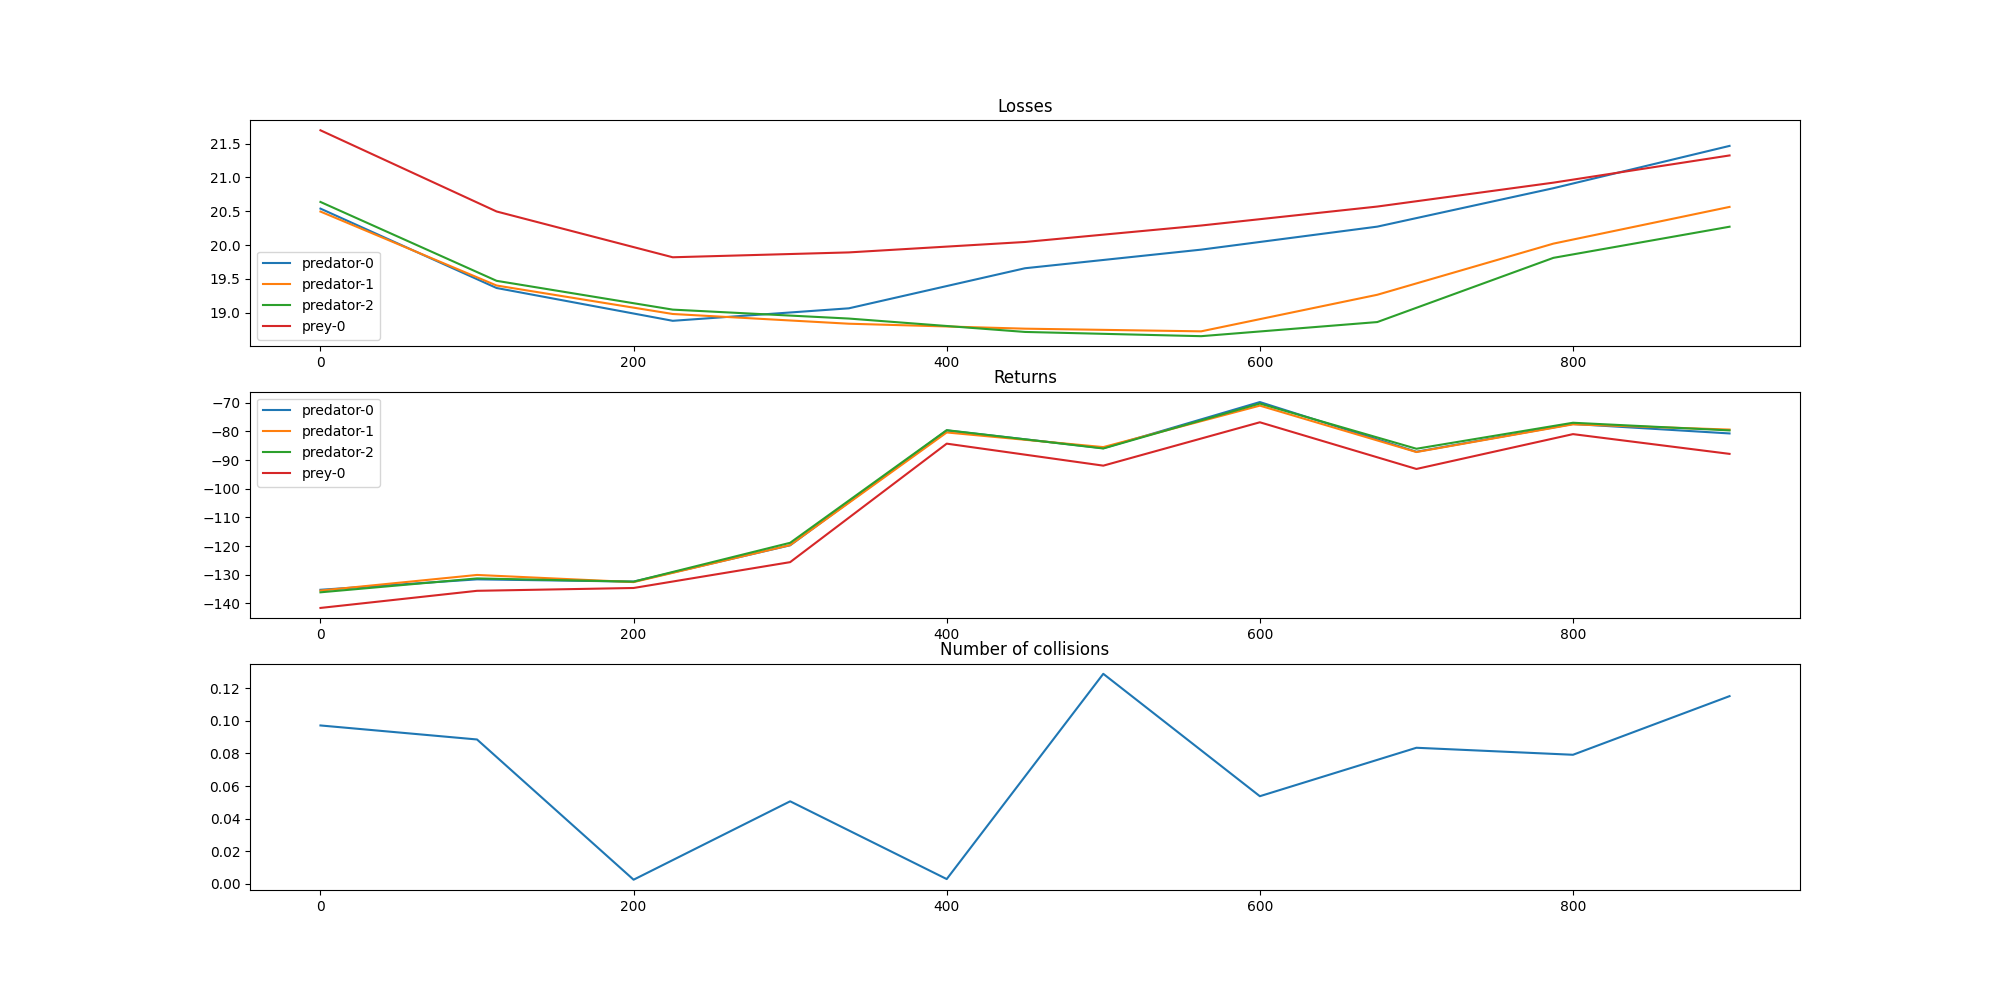 Losses
21.5
21.0
20.5
20.0
19.5
19.0
predator-0
predator-1
predator-2
prey-0
0 200 400 600 800
Returns
−70
−80
−90
−100
−110
−120
−130
−140
predator-0
predator-1
predator-2
prey-0
0 200 400 600 800
Number of collisions
0.12
0.10
0.08
0.06
0.04
0.02
0.00
0 200 400 600 800